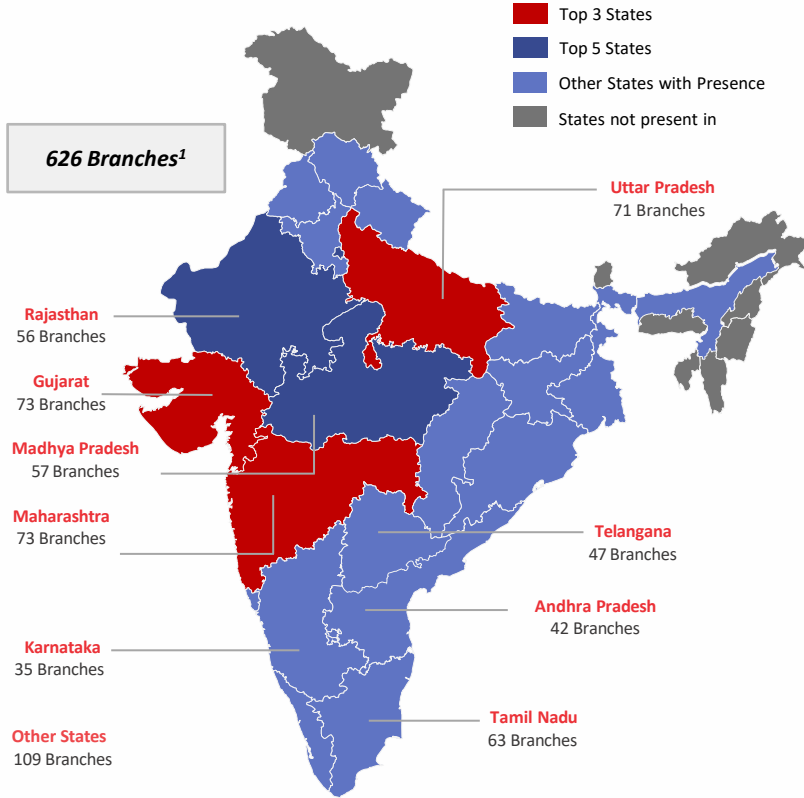 Top 3 States
Top 5 States
Other States with Presence
States not present in
626 Branches¹
Uttar Pradesh
71 Branches
Rajasthan
56 Branches
Gujarat
73 Branches
Madhya Pradesh
57 Branches
Maharashtra
73 Branches
Telangana
47 Branches
Andhra Pradesh
42 Branches
Karnataka
35 Branches
Tamil Nadu
63 Branches
Other States
109 Branches